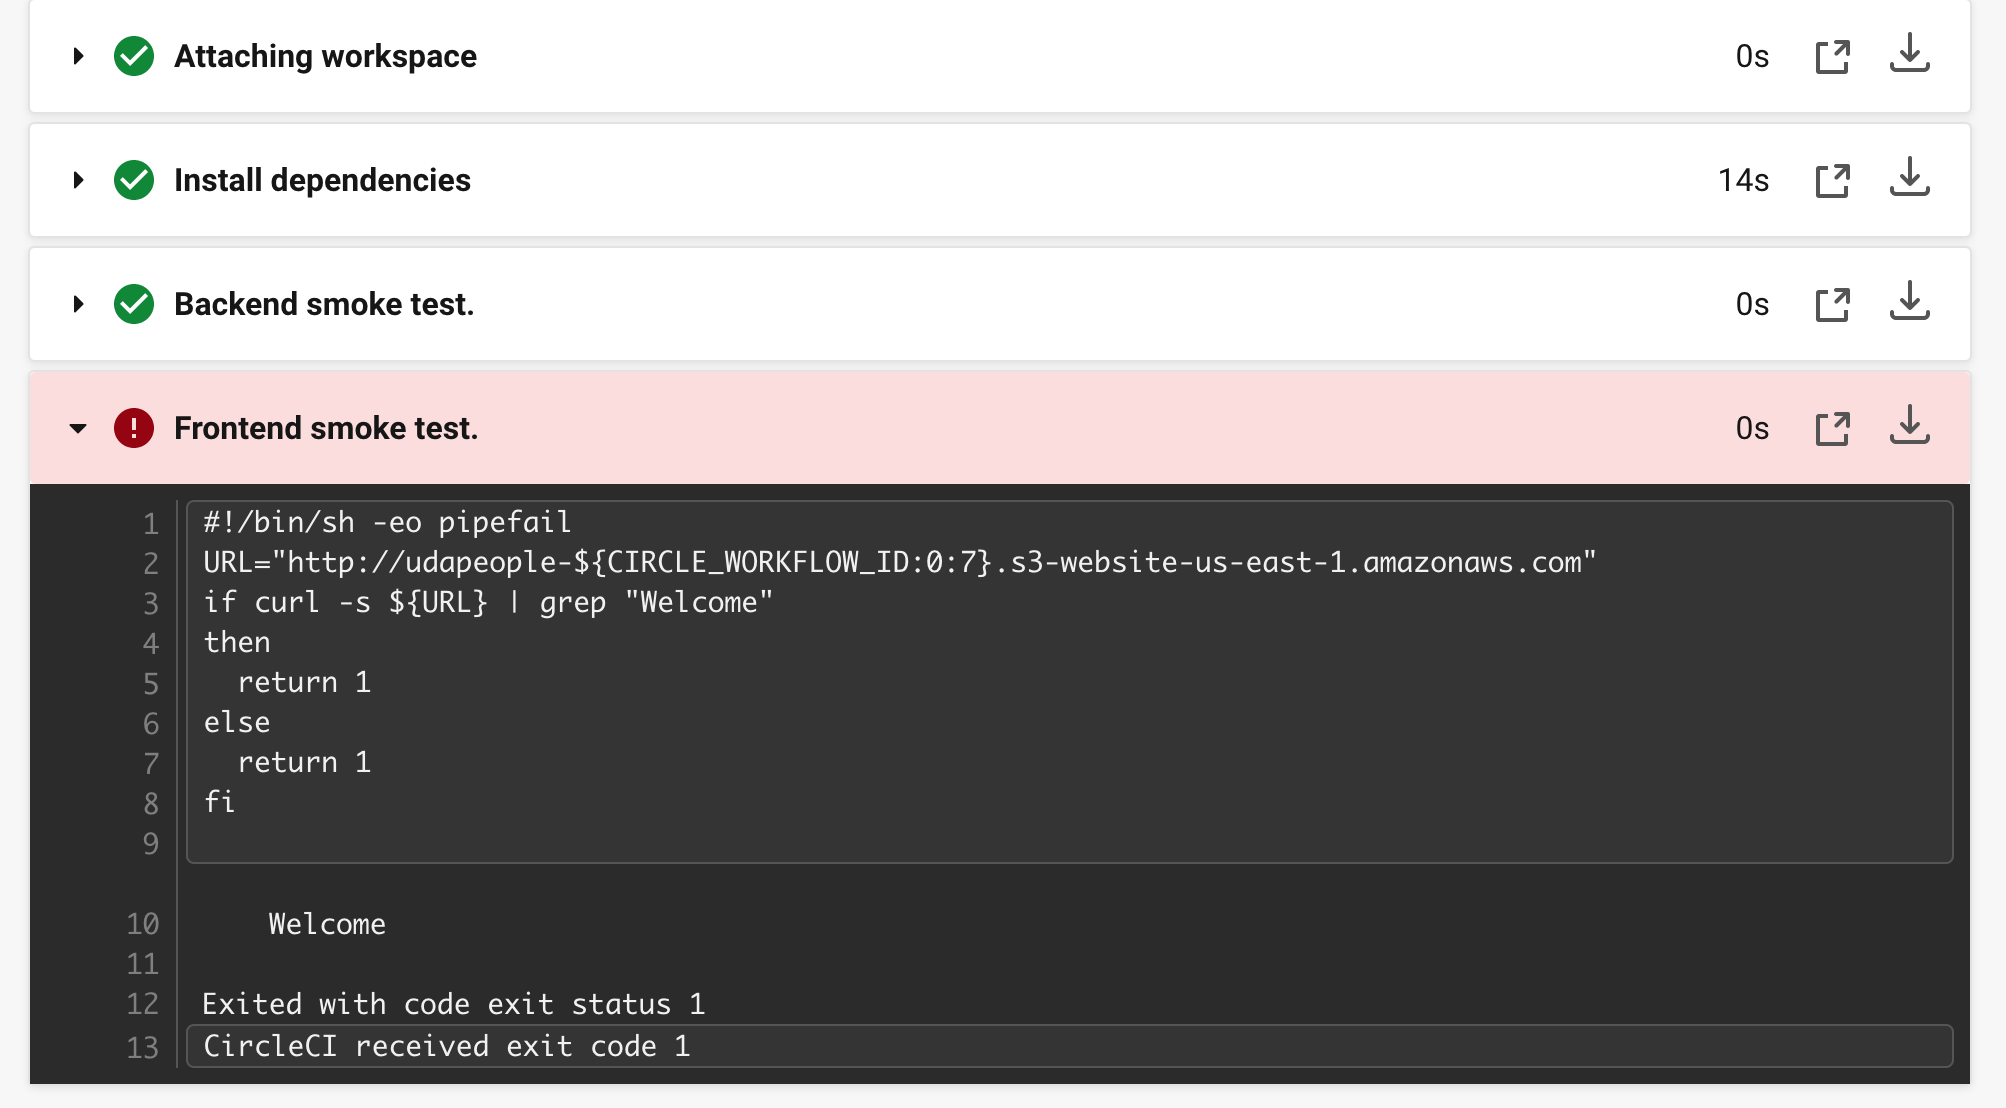 Attaching workspace 0s
Install dependencies 14s
Backend smoke test. 0s
Frontend smoke test. 0s
1 #!/bin/sh -eo pipefail
2 URL="http://udapeople-${CIRCLE_WORKFLOW_ID:0:7}.s3-website-us-east-1.amazonaws.com"
3 if curl -s ${URL} | grep "Welcome"
4 then
5   return 1
6 else
7   return 1
8 fi
9
10     Welcome
11
12 Exited with code exit status 1
13 CircleCI received exit code 1